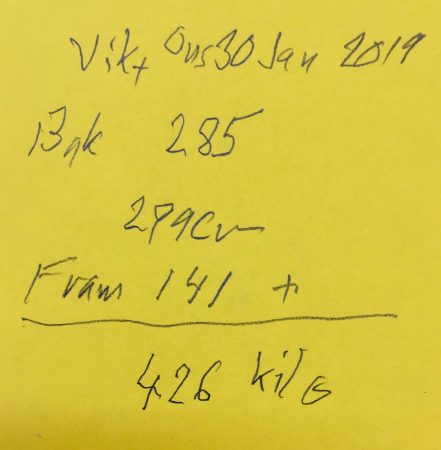 Vikt Ons 30 Jan 2019
Bak 285
279cm
Fram 141 +
426 kilo